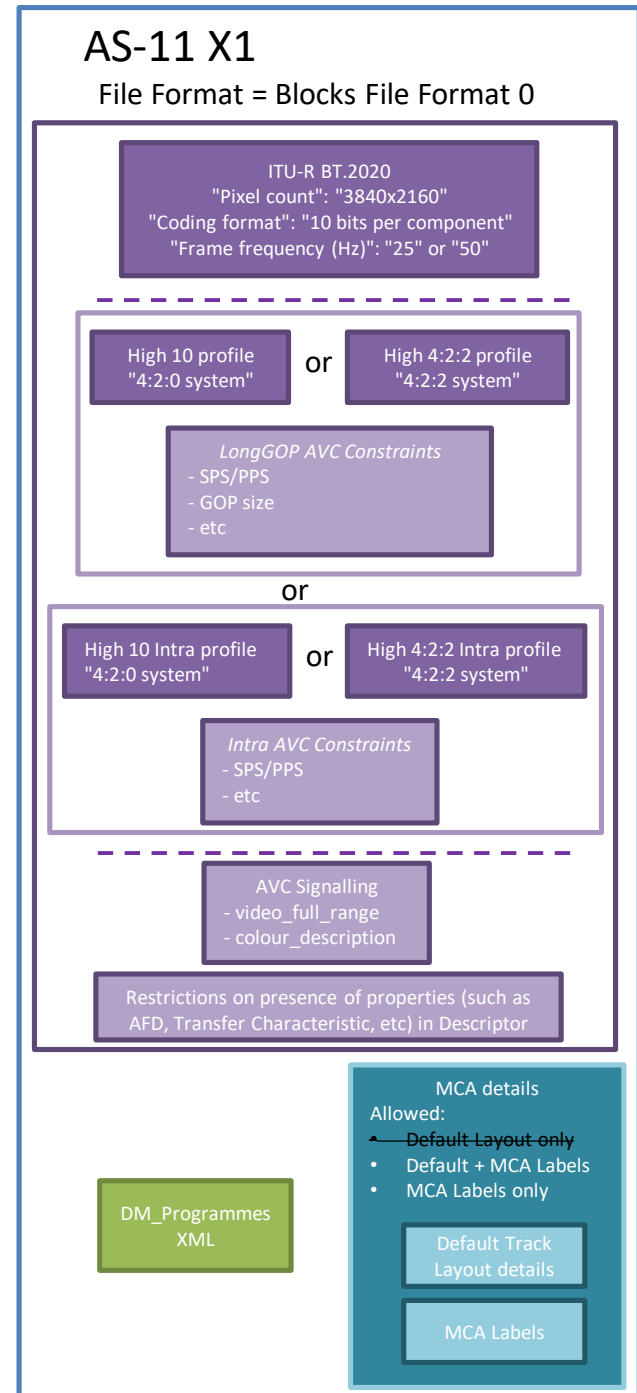 AS-11 X1
File Format = Blocks File Format 0
ITU-R BT.2020
"Pixel count": "3840x2160"
"Coding format": "10 bits per component"
"Frame frequency (Hz)": "25" or "50"
High 10 profile
"4:2:0 system"
or
High 4:2:2 profile
"4:2:2 system"
LongGOP AVC Constraints
- SPS/PPS
- GOP size
- etc
or
High 10 Intra profile
"4:2:0 system"
or
High 4:2:2 Intra profile
"4:2:2 system"
Intra AVC Constraints
- SPS/PPS
- etc
AVC Signalling
- video_full_range
- colour_description
Restrictions on presence of properties (such as
AFD, Transfer Characteristic, etc) in Descriptor
DM_Programmes
XML
MCA details
Allowed:
• Default Layout only
• Default + MCA Labels
• MCA Labels only
Default Track
Layout details
MCA Labels